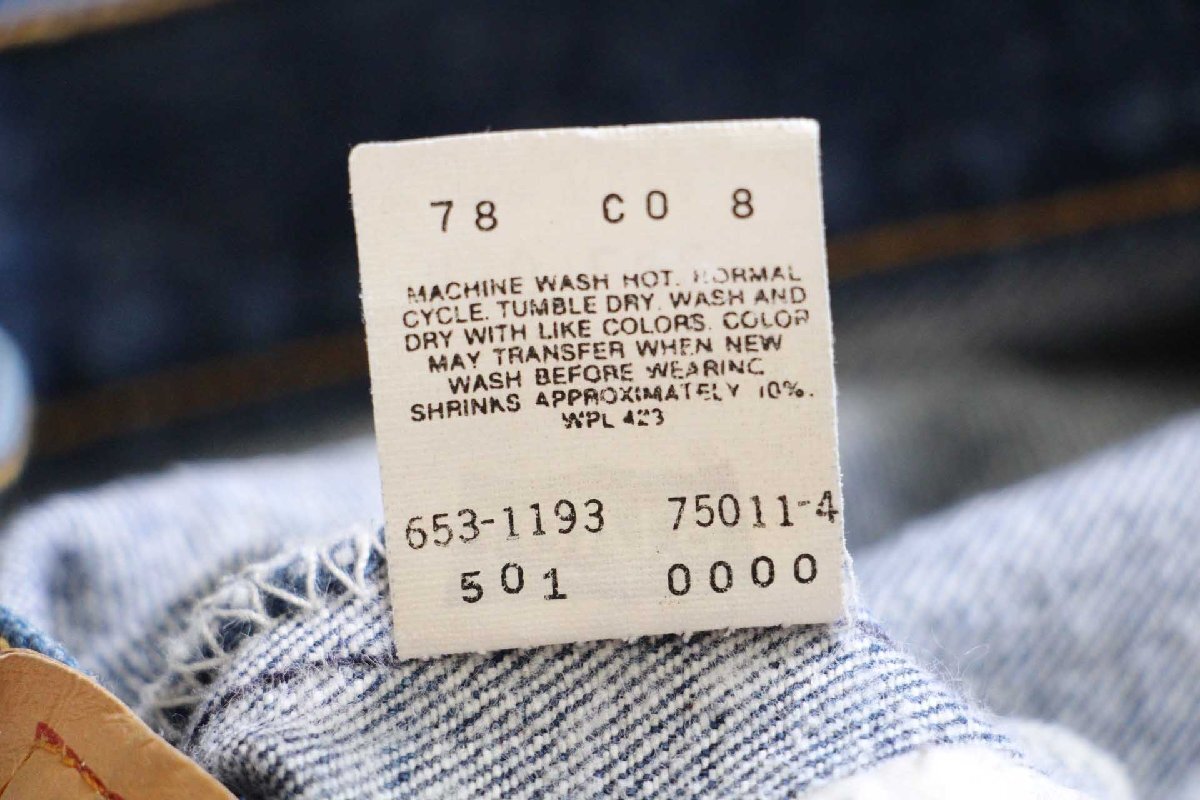 78 CO 8
MACHINE WASH HOT. NORMAL
CYCLE. TUMBLE DRY. WASH AND
DRY WITH LIKE COLORS. COLOR
MAY TRANSFER WHEN NEW
WASH BEFORE WEARING
SHRINKS APPROXIMATELY 10%.
WPL 423
653-1193 75011-4
501 0000